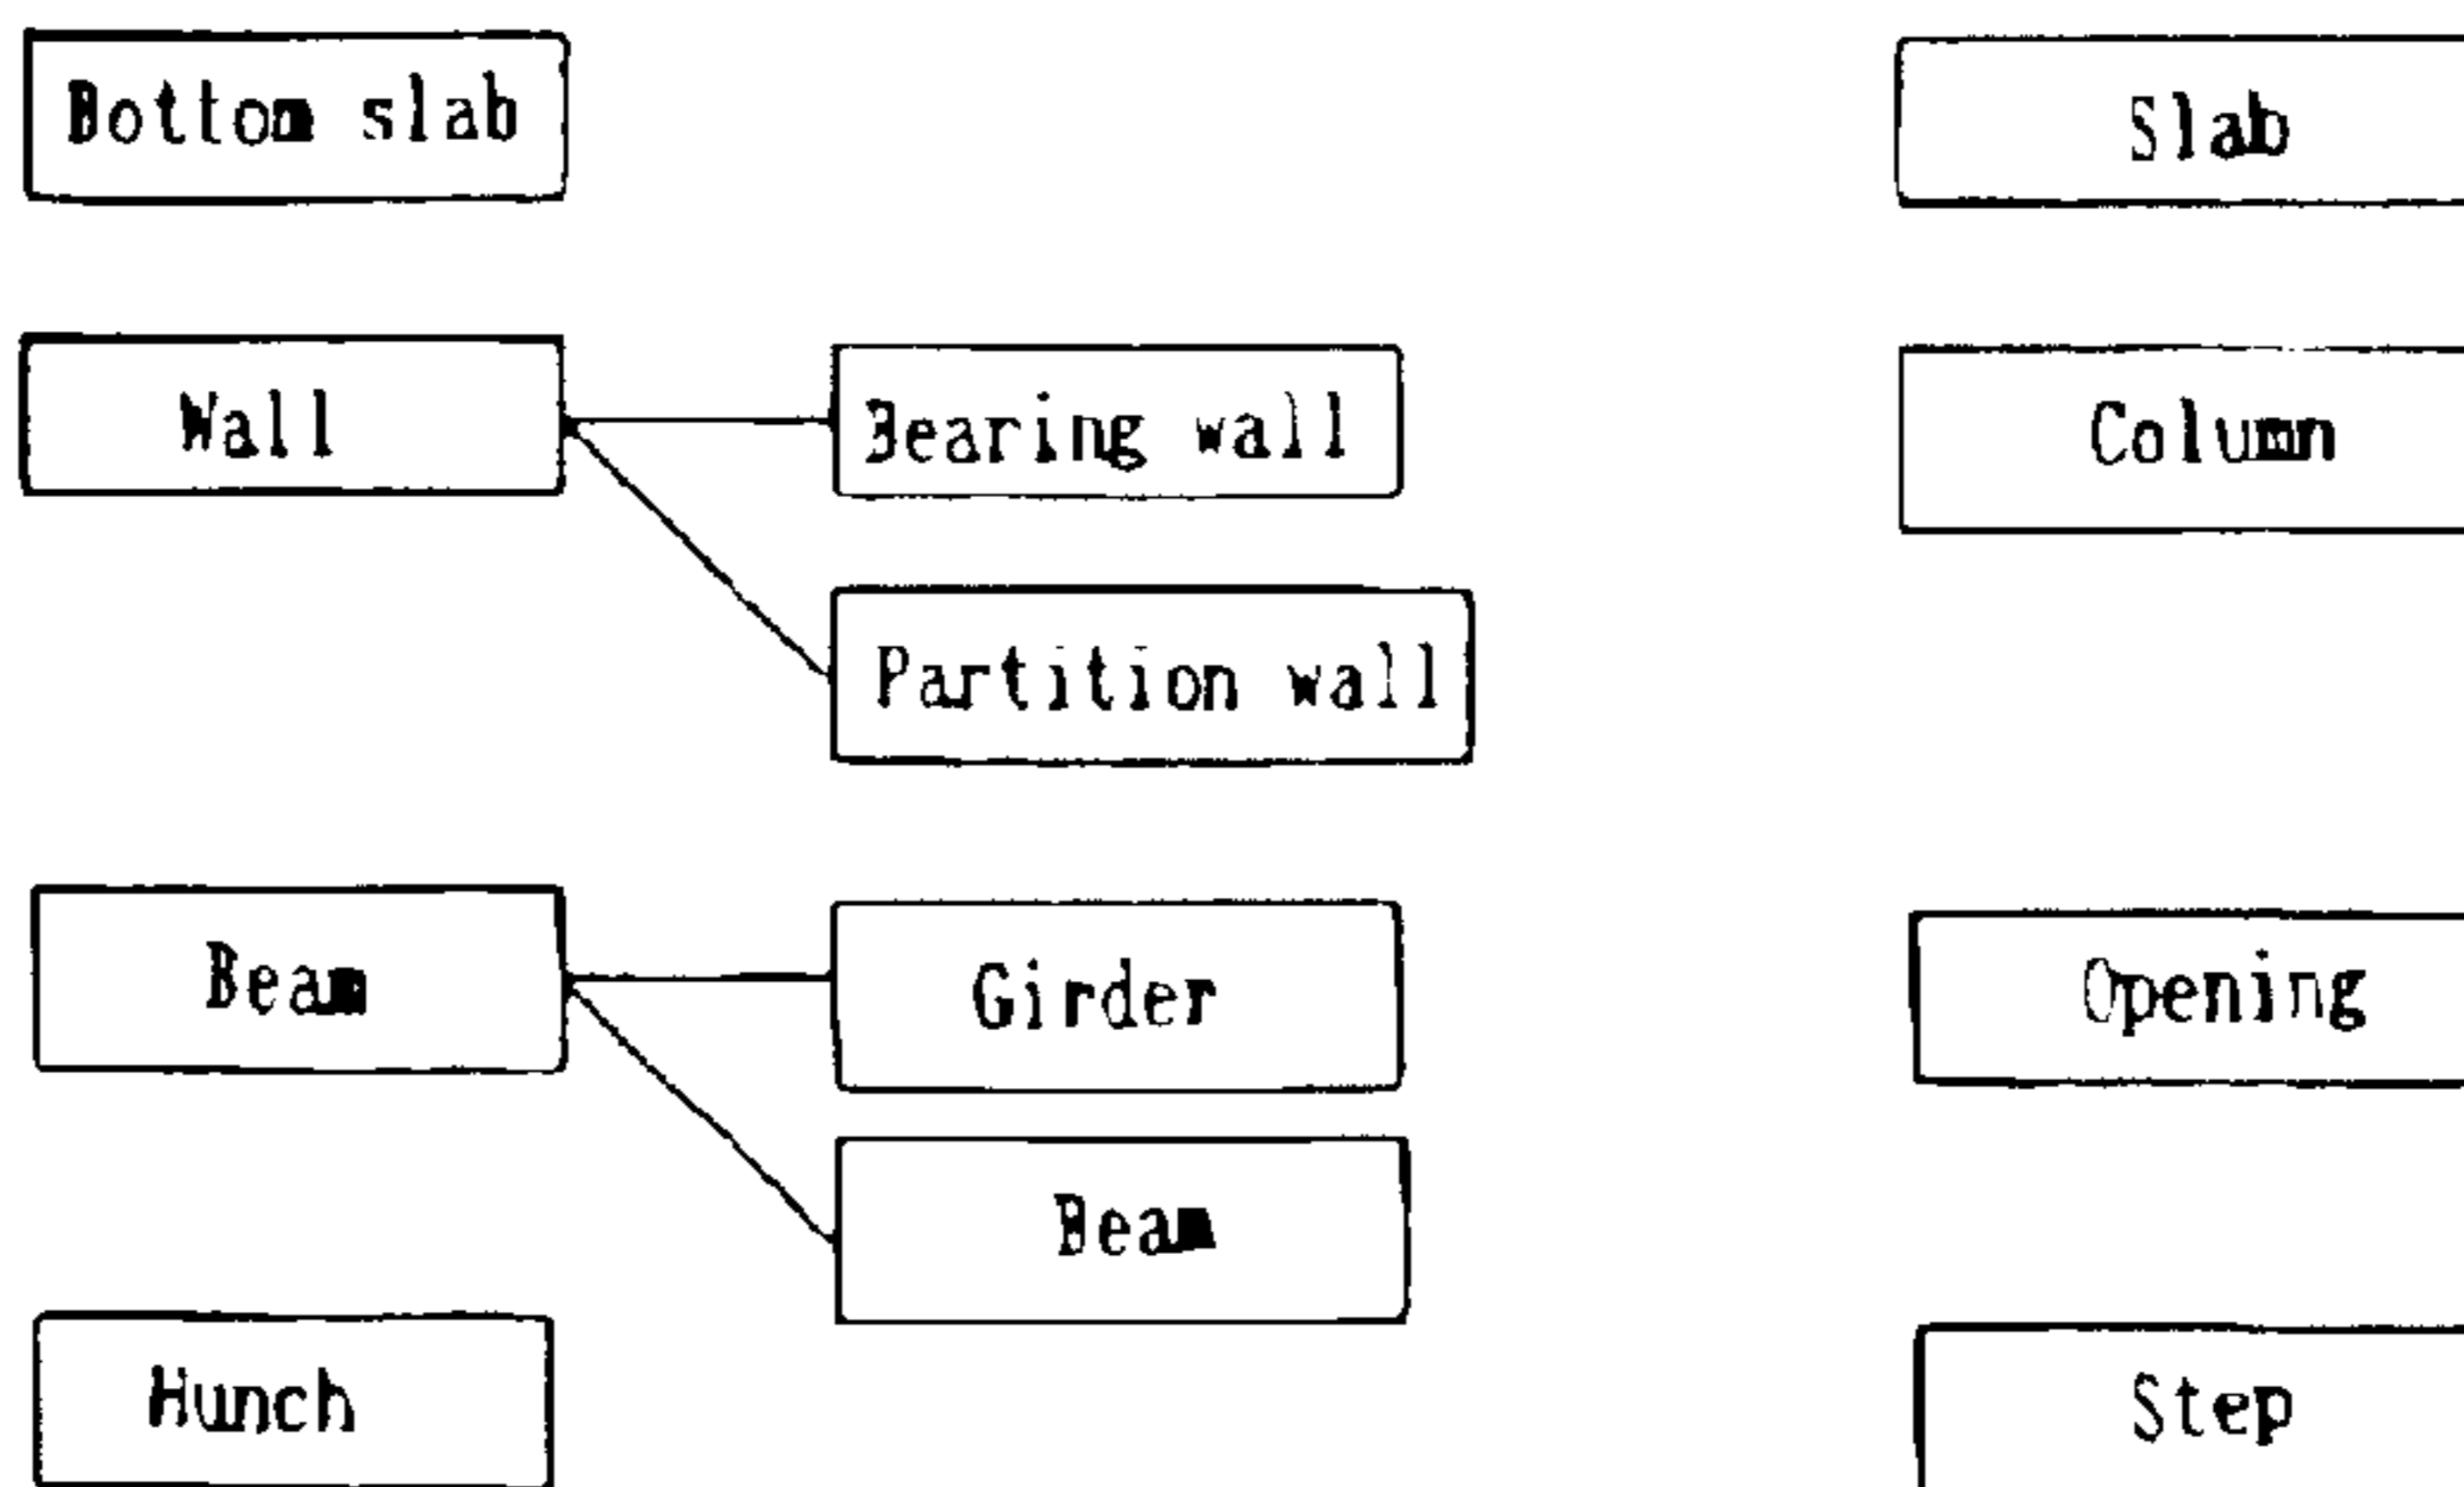 Bottom slab
Slab
Wall
Bearing wall
Column
Partition wall
Beam
Girder
Opening
Beam
Hunch
Step